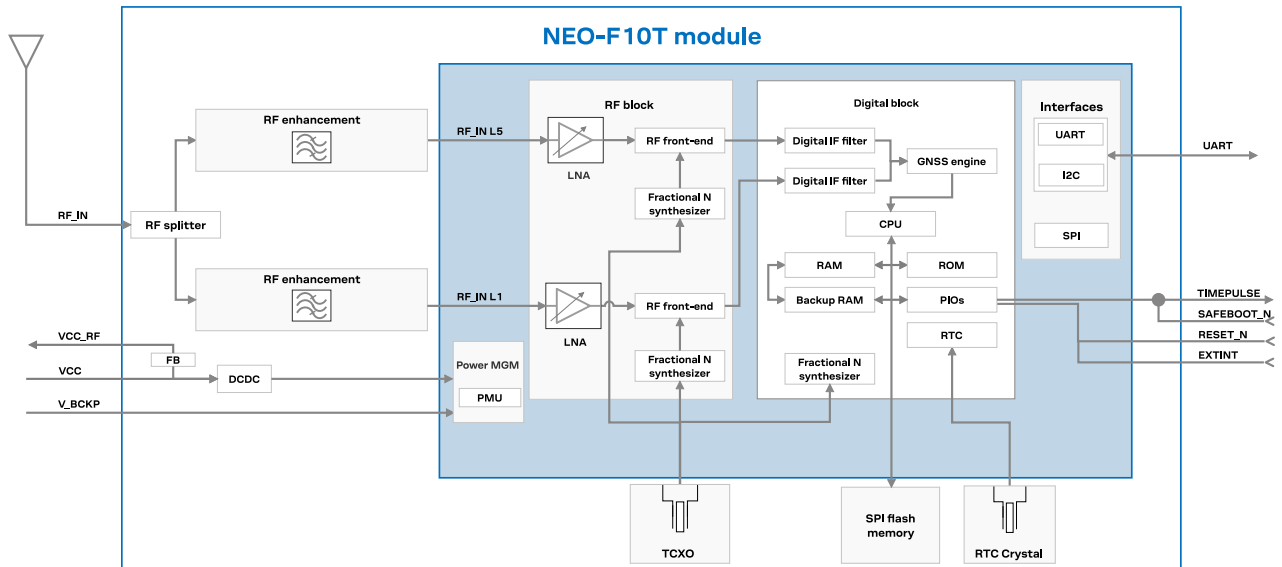 NEO-F10T module
RF enhancement
RF_IN L5
RF block
LNA
RF front-end
Fractional N
synthesizer
Digital block
Digital IF filter
Digital IF filter
GNSS engine
CPU
Interfaces
UART
I2C
SPI
UART
RF_IN
RF splitter
RF enhancement
RF_IN L1
LNA
RF front-end
Fractional N
synthesizer
RAM
ROM
Backup RAM
PIOs
RTC
Fractional N
synthesizer
TIMEPULSE
SAFEBOOT_N
RESET_N
EXTINT
VCC_RF
FB
VCC
DCDC
V_BCKP
Power MGM
PMU
TCXO
SPI flash
memory
RTC Crystal